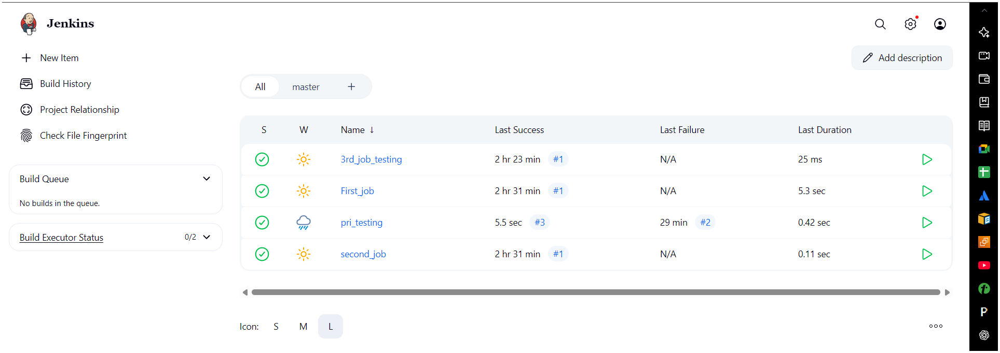 Jenkins
New Item
Build History
Project Relationship
Check File Fingerprint
Build Queue
No builds in the queue.
Build Executor Status 0/2
Add description
All master +
S W Name ↓ Last Success Last Failure Last Duration
3rd_job_testing 2 hr 23 min #1 N/A 25 ms
First_job 2 hr 31 min #1 N/A 5.3 sec
pri_testing 5.5 sec #3 29 min #2 0.42 sec
second_job 2 hr 31 min #1 N/A 0.11 sec
Icon: S M L
P